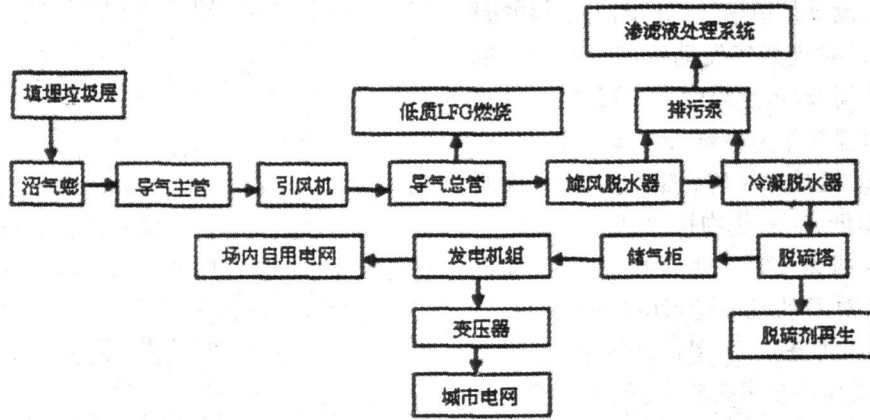 渗滤液处理系统
填埋垃圾层
低质LFG燃烧
排污泵
沼气蟛
导气主管
引风机
导气总管
旋风脱水器
冷凝脱水器
场内自用电网
发电机组
储气柜
脱硫塔
变压器
脱硫剂再生
城市电网